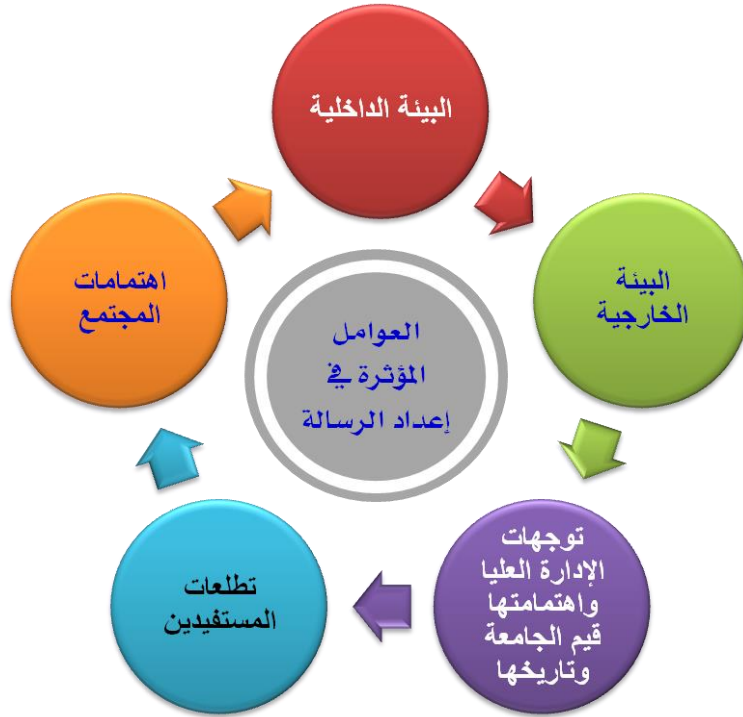 البيئة الداخلية
البيئة
الخارجية
توجهات
الإدارة العليا
واهتمامتها
قيم الجامعة
وتاريخها
تطلعات
المستفيدين
اهتمامات
المجتمع
العوامل
المؤثرة في
إعداد الرسالة